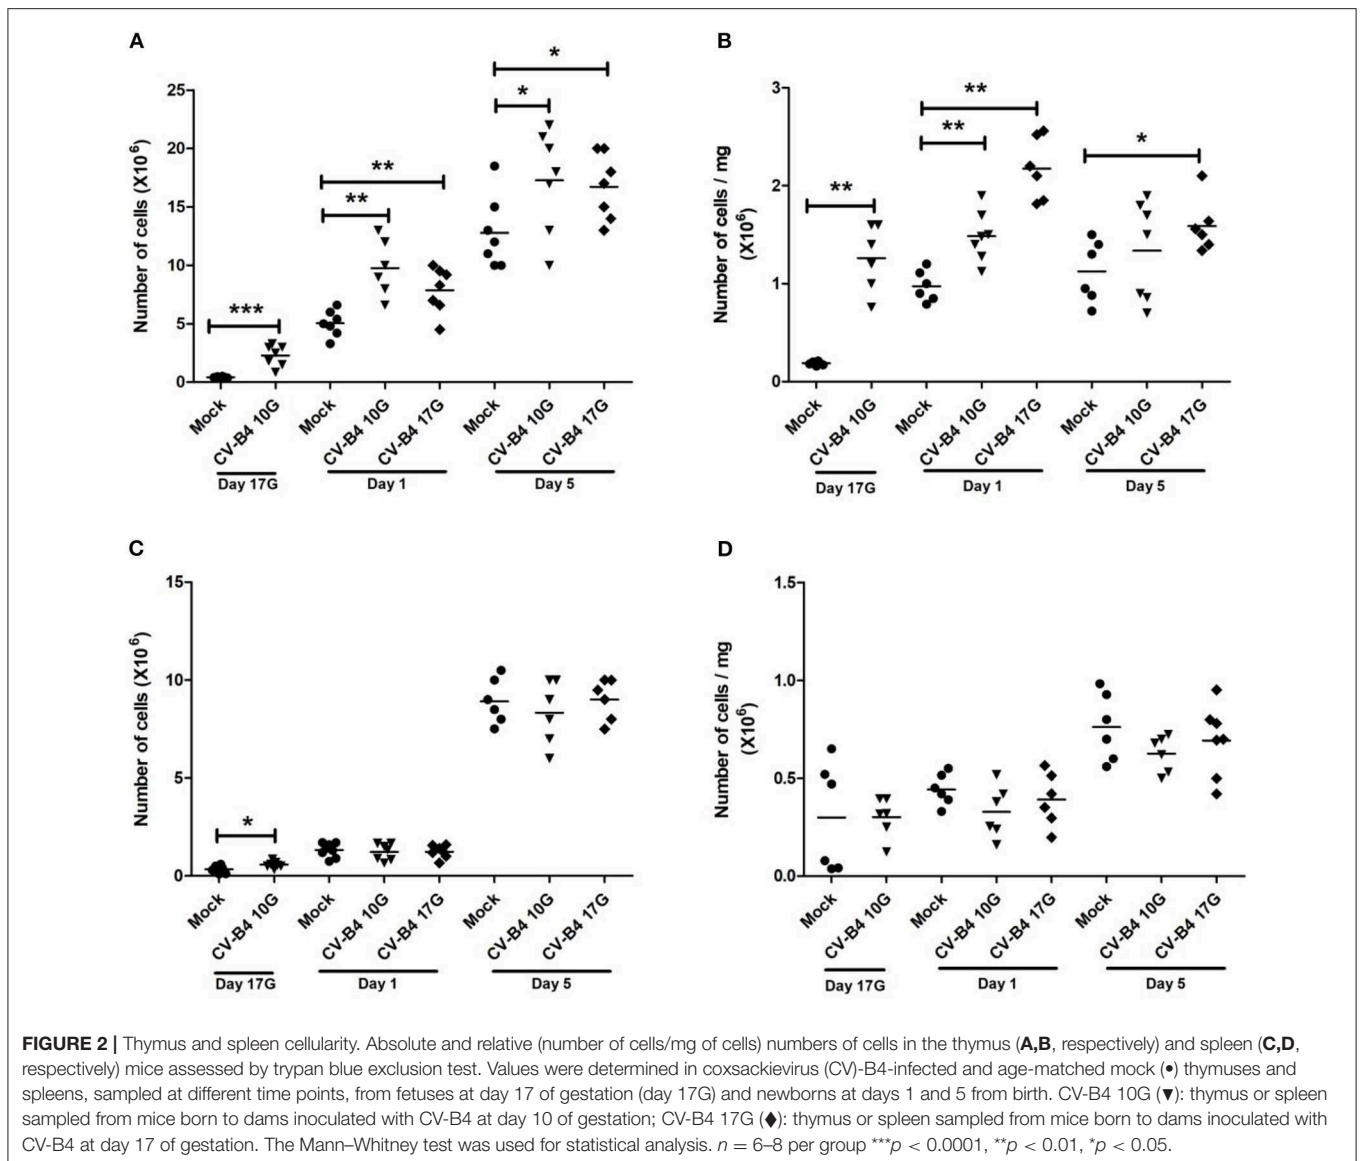 A
*
*
**
**
***
Number of cells (X10⁶)
25
20
15
10
5
0
Mock
CV-B4 10G
Mock
CV-B4 10G
CV-B4 17G
Mock
CV-B4 10G
CV-B4 17G
Day 17G
Day 1
Day 5
B
**
**
*
**
Number of cells / mg
(X10⁶)
3
2
1
0
Mock
CV-B4 10G
Mock
CV-B4 10G
CV-B4 17G
Mock
CV-B4 10G
CV-B4 17G
Day 17G
Day 1
Day 5
C
*
Number of cells (X10⁶)
15
10
5
0
Mock
CV-B4 10G
Mock
CV-B4 10G
CV-B4 17G
Mock
CV-B4 10G
CV-B4 17G
Day 17G
Day 1
Day 5
D
Number of cells / mg
(X10⁶)
1.5
1.0
0.5
0.0
Mock
CV-B4 10G
Mock
CV-B4 10G
CV-B4 17G
Mock
CV-B4 10G
CV-B4 17G
Day 17G
Day 1
Day 5
FIGURE 2 | Thymus and spleen cellularity. Absolute and relative (number of cells/mg of cells) numbers of cells in the thymus (A,B, respectively) and spleen (C,D,
respectively) mice assessed by trypan blue exclusion test. Values were determined in coxsackievirus (CV)-B4-infected and age-matched mock (•) thymuses and
spleens, sampled at different time points, from fetuses at day 17 of gestation (day 17G) and newborns at days 1 and 5 from birth. CV-B4 10G (▼): thymus or spleen
sampled from mice born to dams inoculated with CV-B4 at day 10 of gestation; CV-B4 17G (♦): thymus or spleen sampled from mice born to dams inoculated with
CV-B4 at day 17 of gestation. The Mann–Whitney test was used for statistical analysis. n = 6–8 per group ***p < 0.0001, **p < 0.01, *p < 0.05.